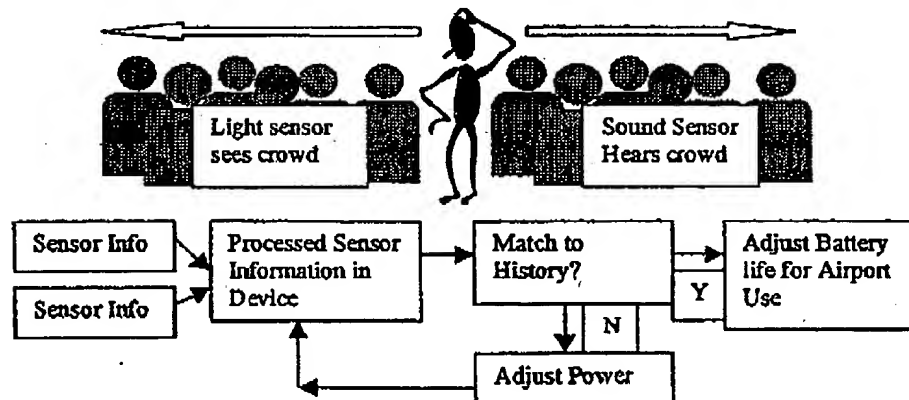 Light sensor
sees crowd
Sound Sensor
Hears crowd
Sensor Info
Sensor Info
Processed Sensor
Information in
Device
Match to
History?
Y
Adjust Battery
life for Airport
Use
N
Adjust Power